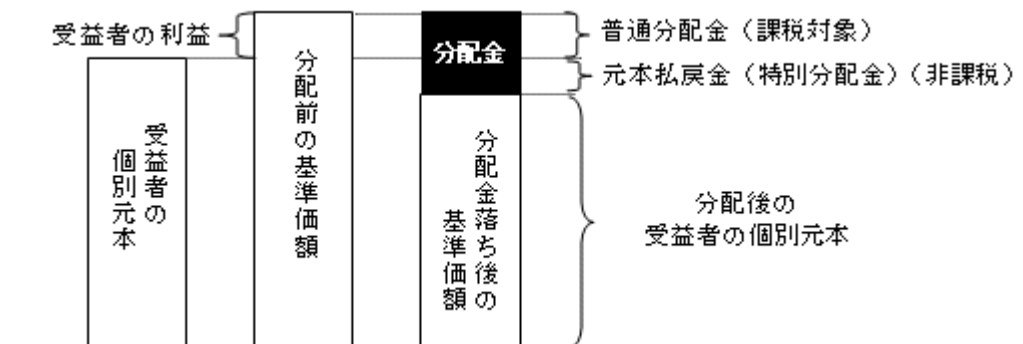 受益者の利益
受益者の
個別元本
分配前の基準価額
分配金
分配金落ち後の
基準価額
普通分配金（課税対象）
元本払戻金（特別分配金）（非課税）
分配後の
受益者の個別元本